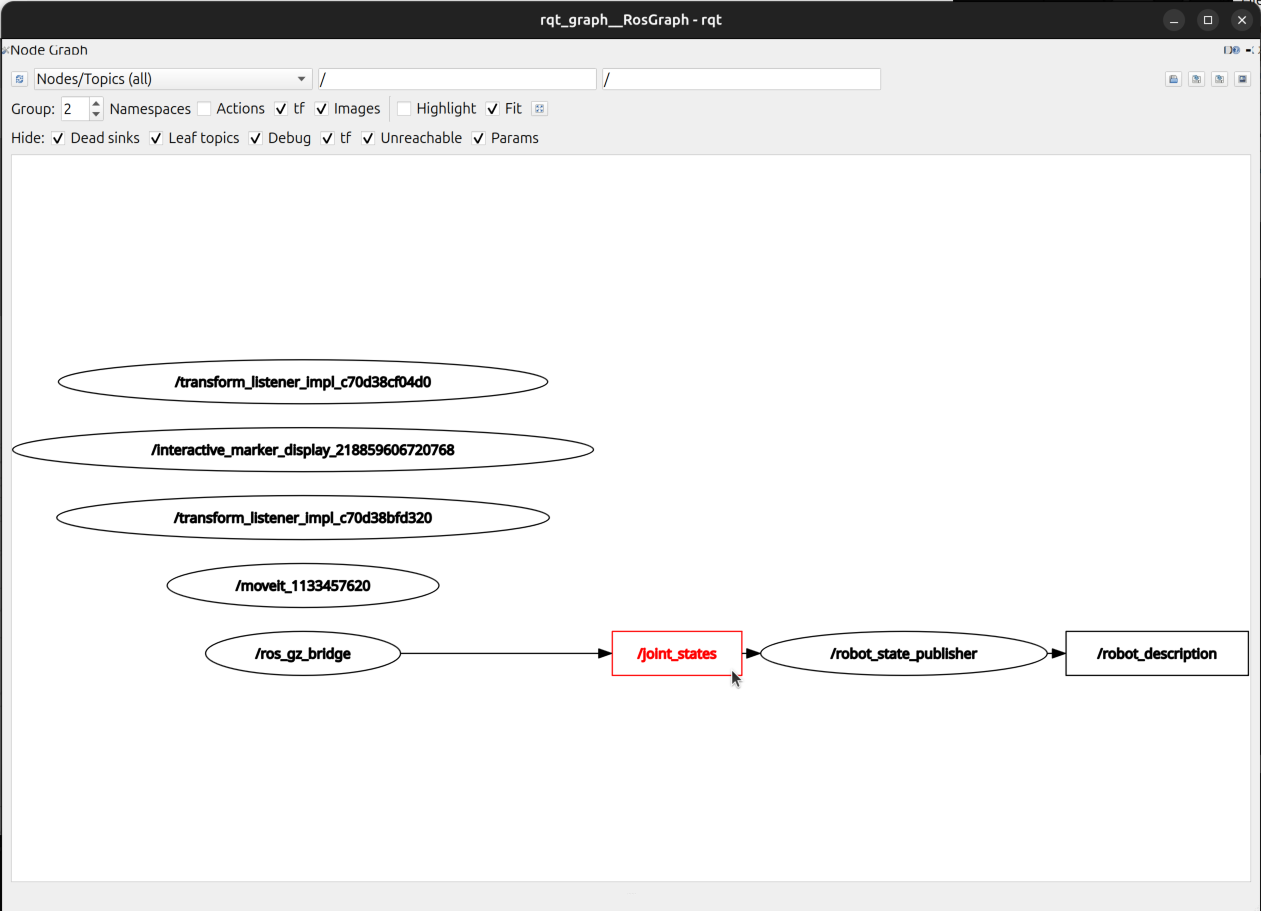 rqt_graph__RosGraph - rqt
Node Graph
Nodes/Topics (all) / /
Group: 2 Namespaces Actions tf Images Highlight Fit
Hide: Dead sinks Leaf topics Debug tf Unreachable Params
/transform_listener_impl_c70d38cf04d0
/interactive_marker_display_218859606720768
/transform_listener_impl_c70d38bfd320
/moveit_1133457620
/ros_gz_bridge /joint_states /robot_state_publisher /robot_description